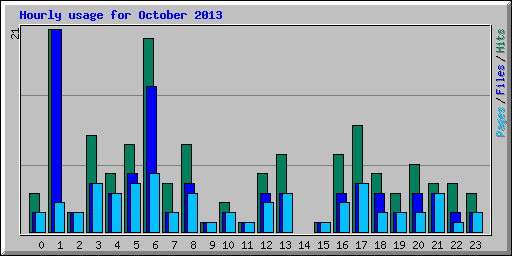 Hourly usage for October 2013
21
Pages / Files / Hits
0 1 2 3 4 5 6 7 8 9 10 11 12 13 14 15 16 17 18 19 20 21 22 23